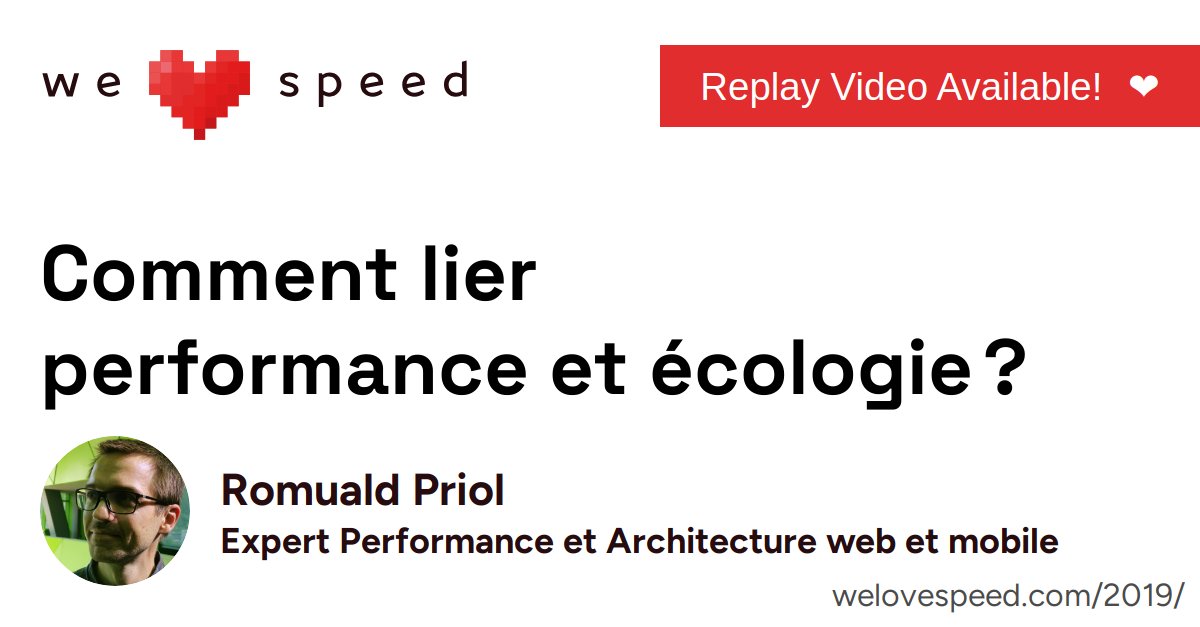 we ❤ speed
Replay Video Available! ❤
Comment lier
performance et écologie ?
Romuald Priol
Expert Performance et Architecture web et mobile
welovespeed.com/2019/